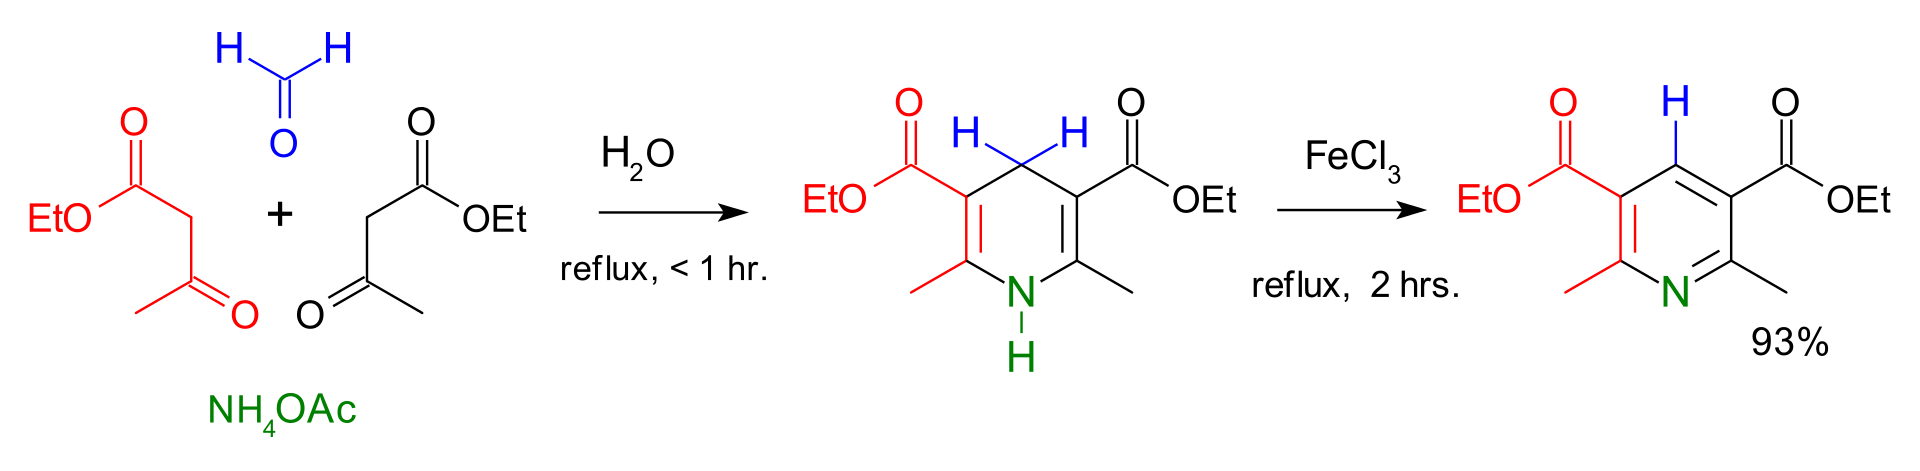 H H
O
O O
EtO + OEt
O O
NH4OAc
H2O
reflux, < 1 hr.
O H H O
EtO OEt
N
H
FeCl3
reflux, 2 hrs.
O H O
EtO OEt
N
93%